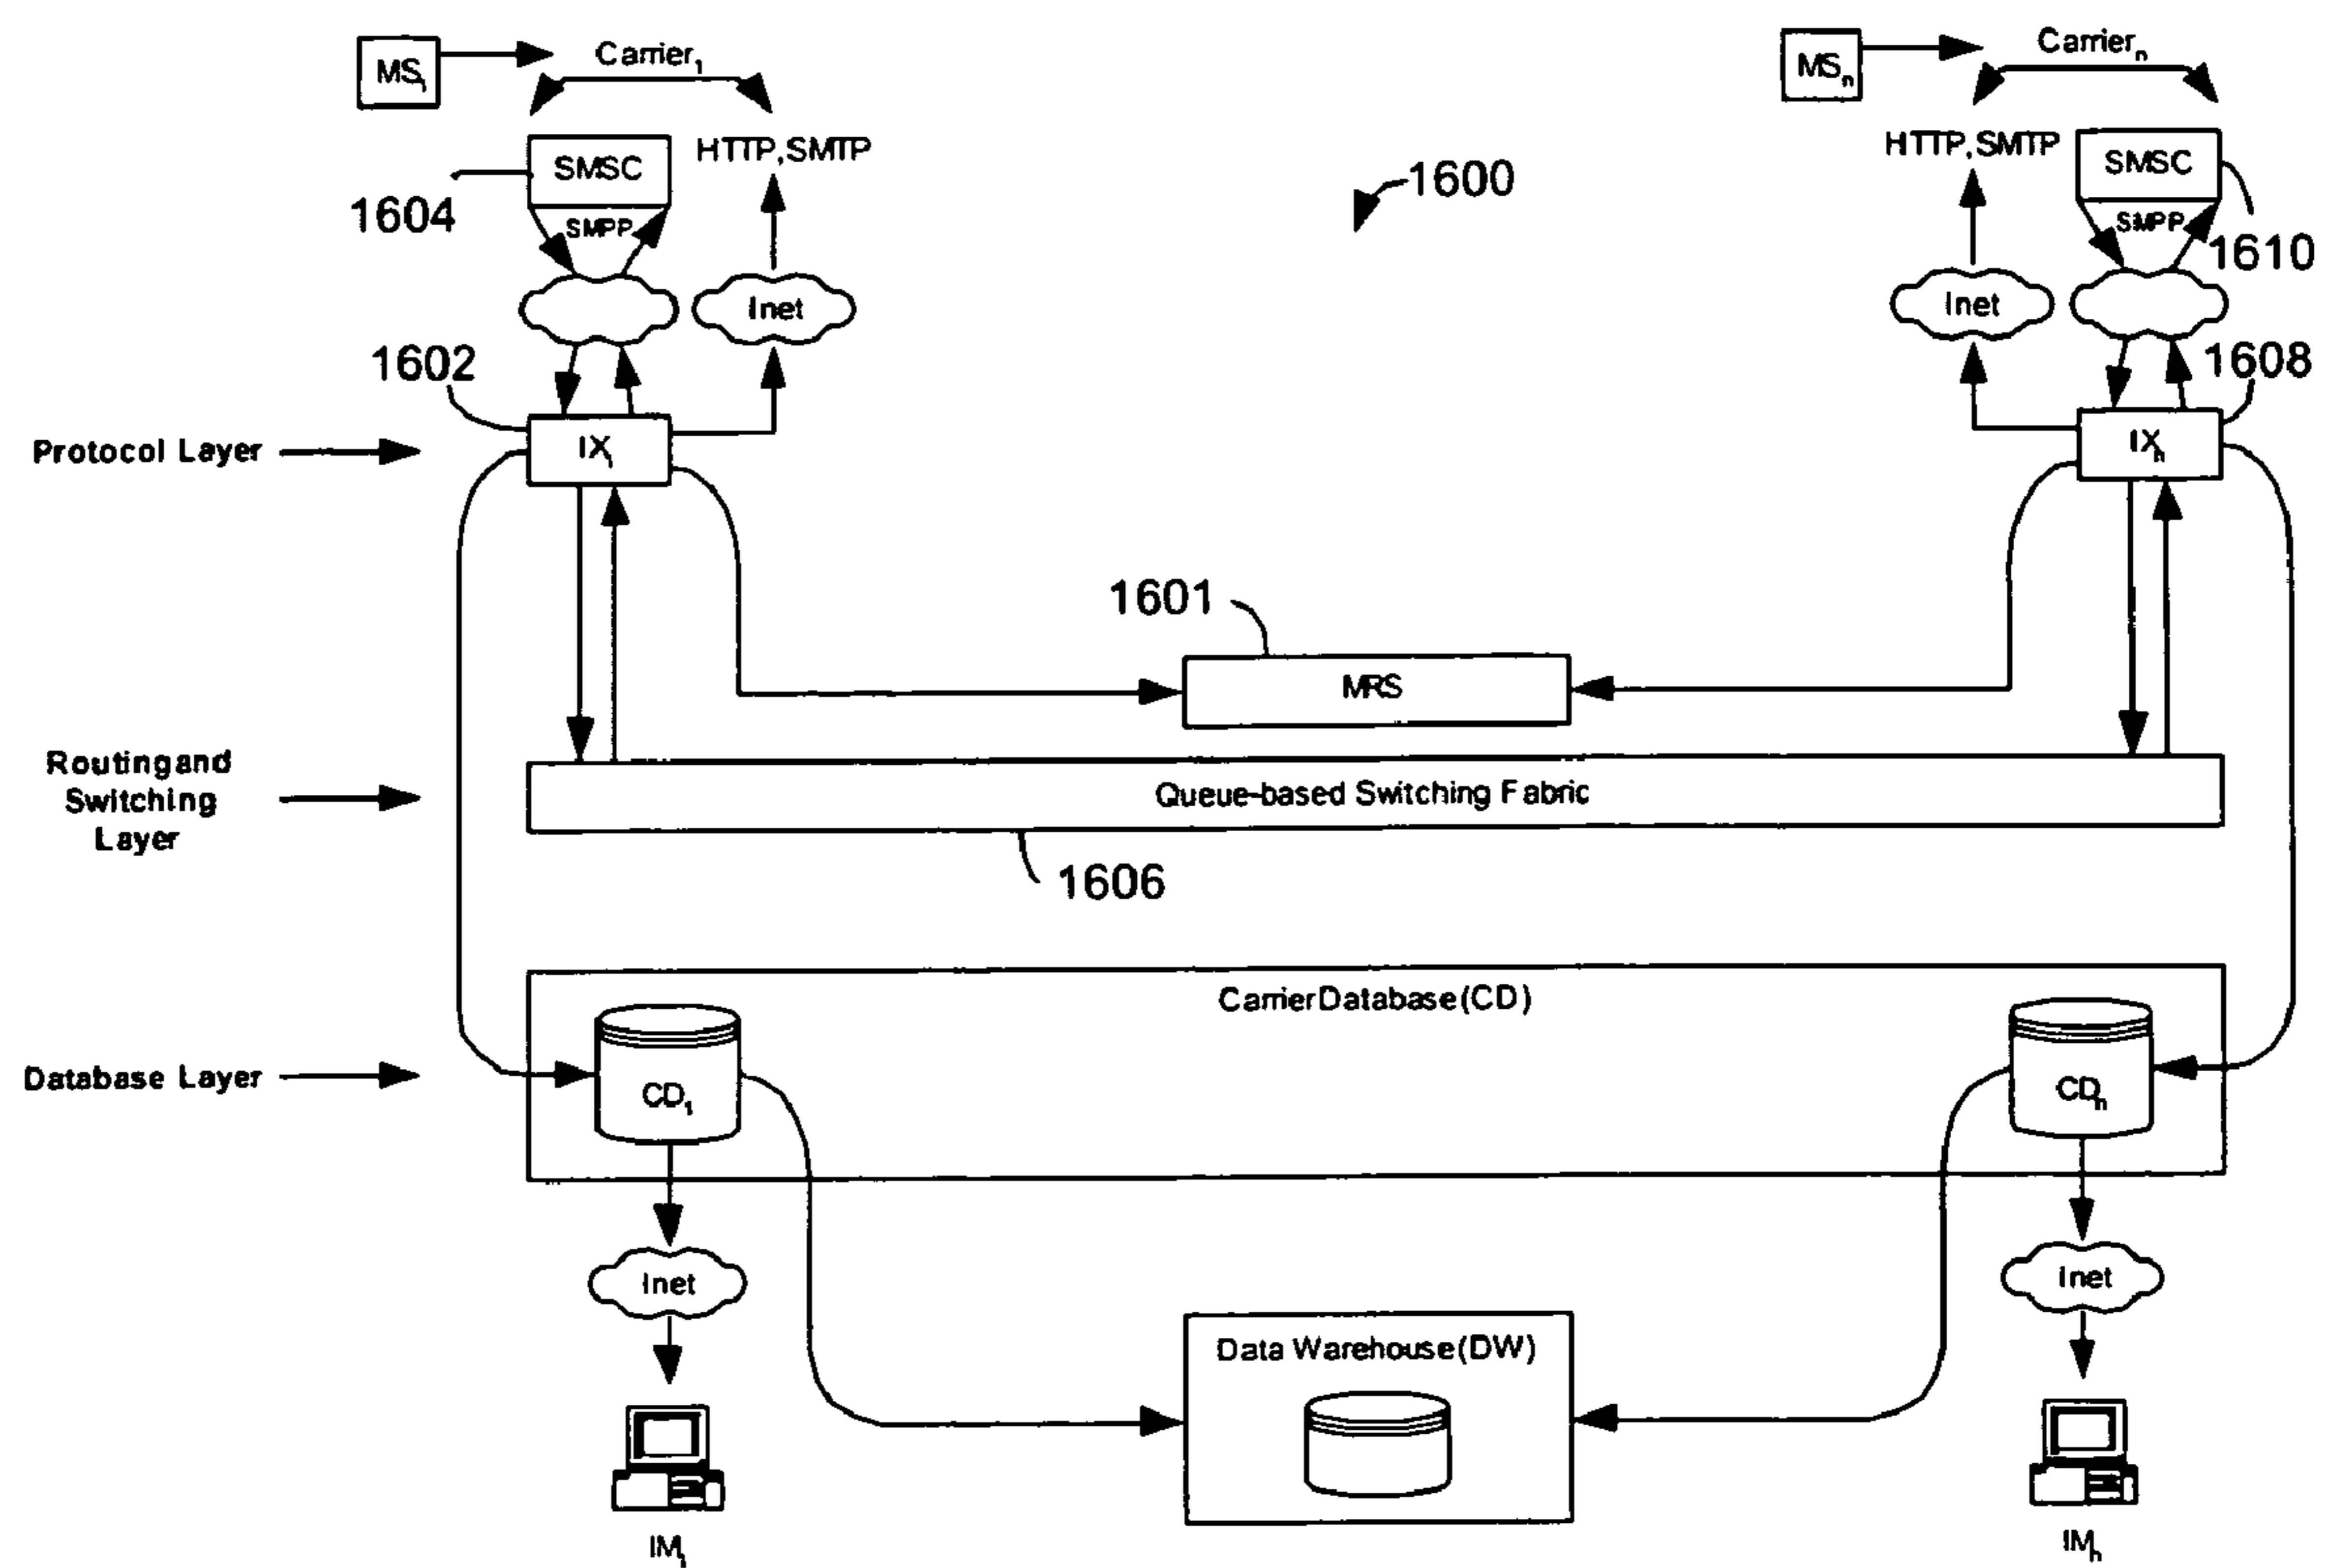 MS₁
Carrier₁
MSₙ
Carrierₙ
SMSC
HTTP,SMTP
1600
HTTP,SMTP
SMSC
1604
SMPP
SMPP
1610
Inet
Inet
1602
1608
Protocol Layer
IX₁
IXₙ
1601
MRS
Routingand
Switching
Layer
Queue-based Switching Fabric
1606
CarrierDatabase(CD)
Database Layer
CD₁
CDₙ
Inet
Inet
Data Warehouse(DW)
IM₁
IMₙ